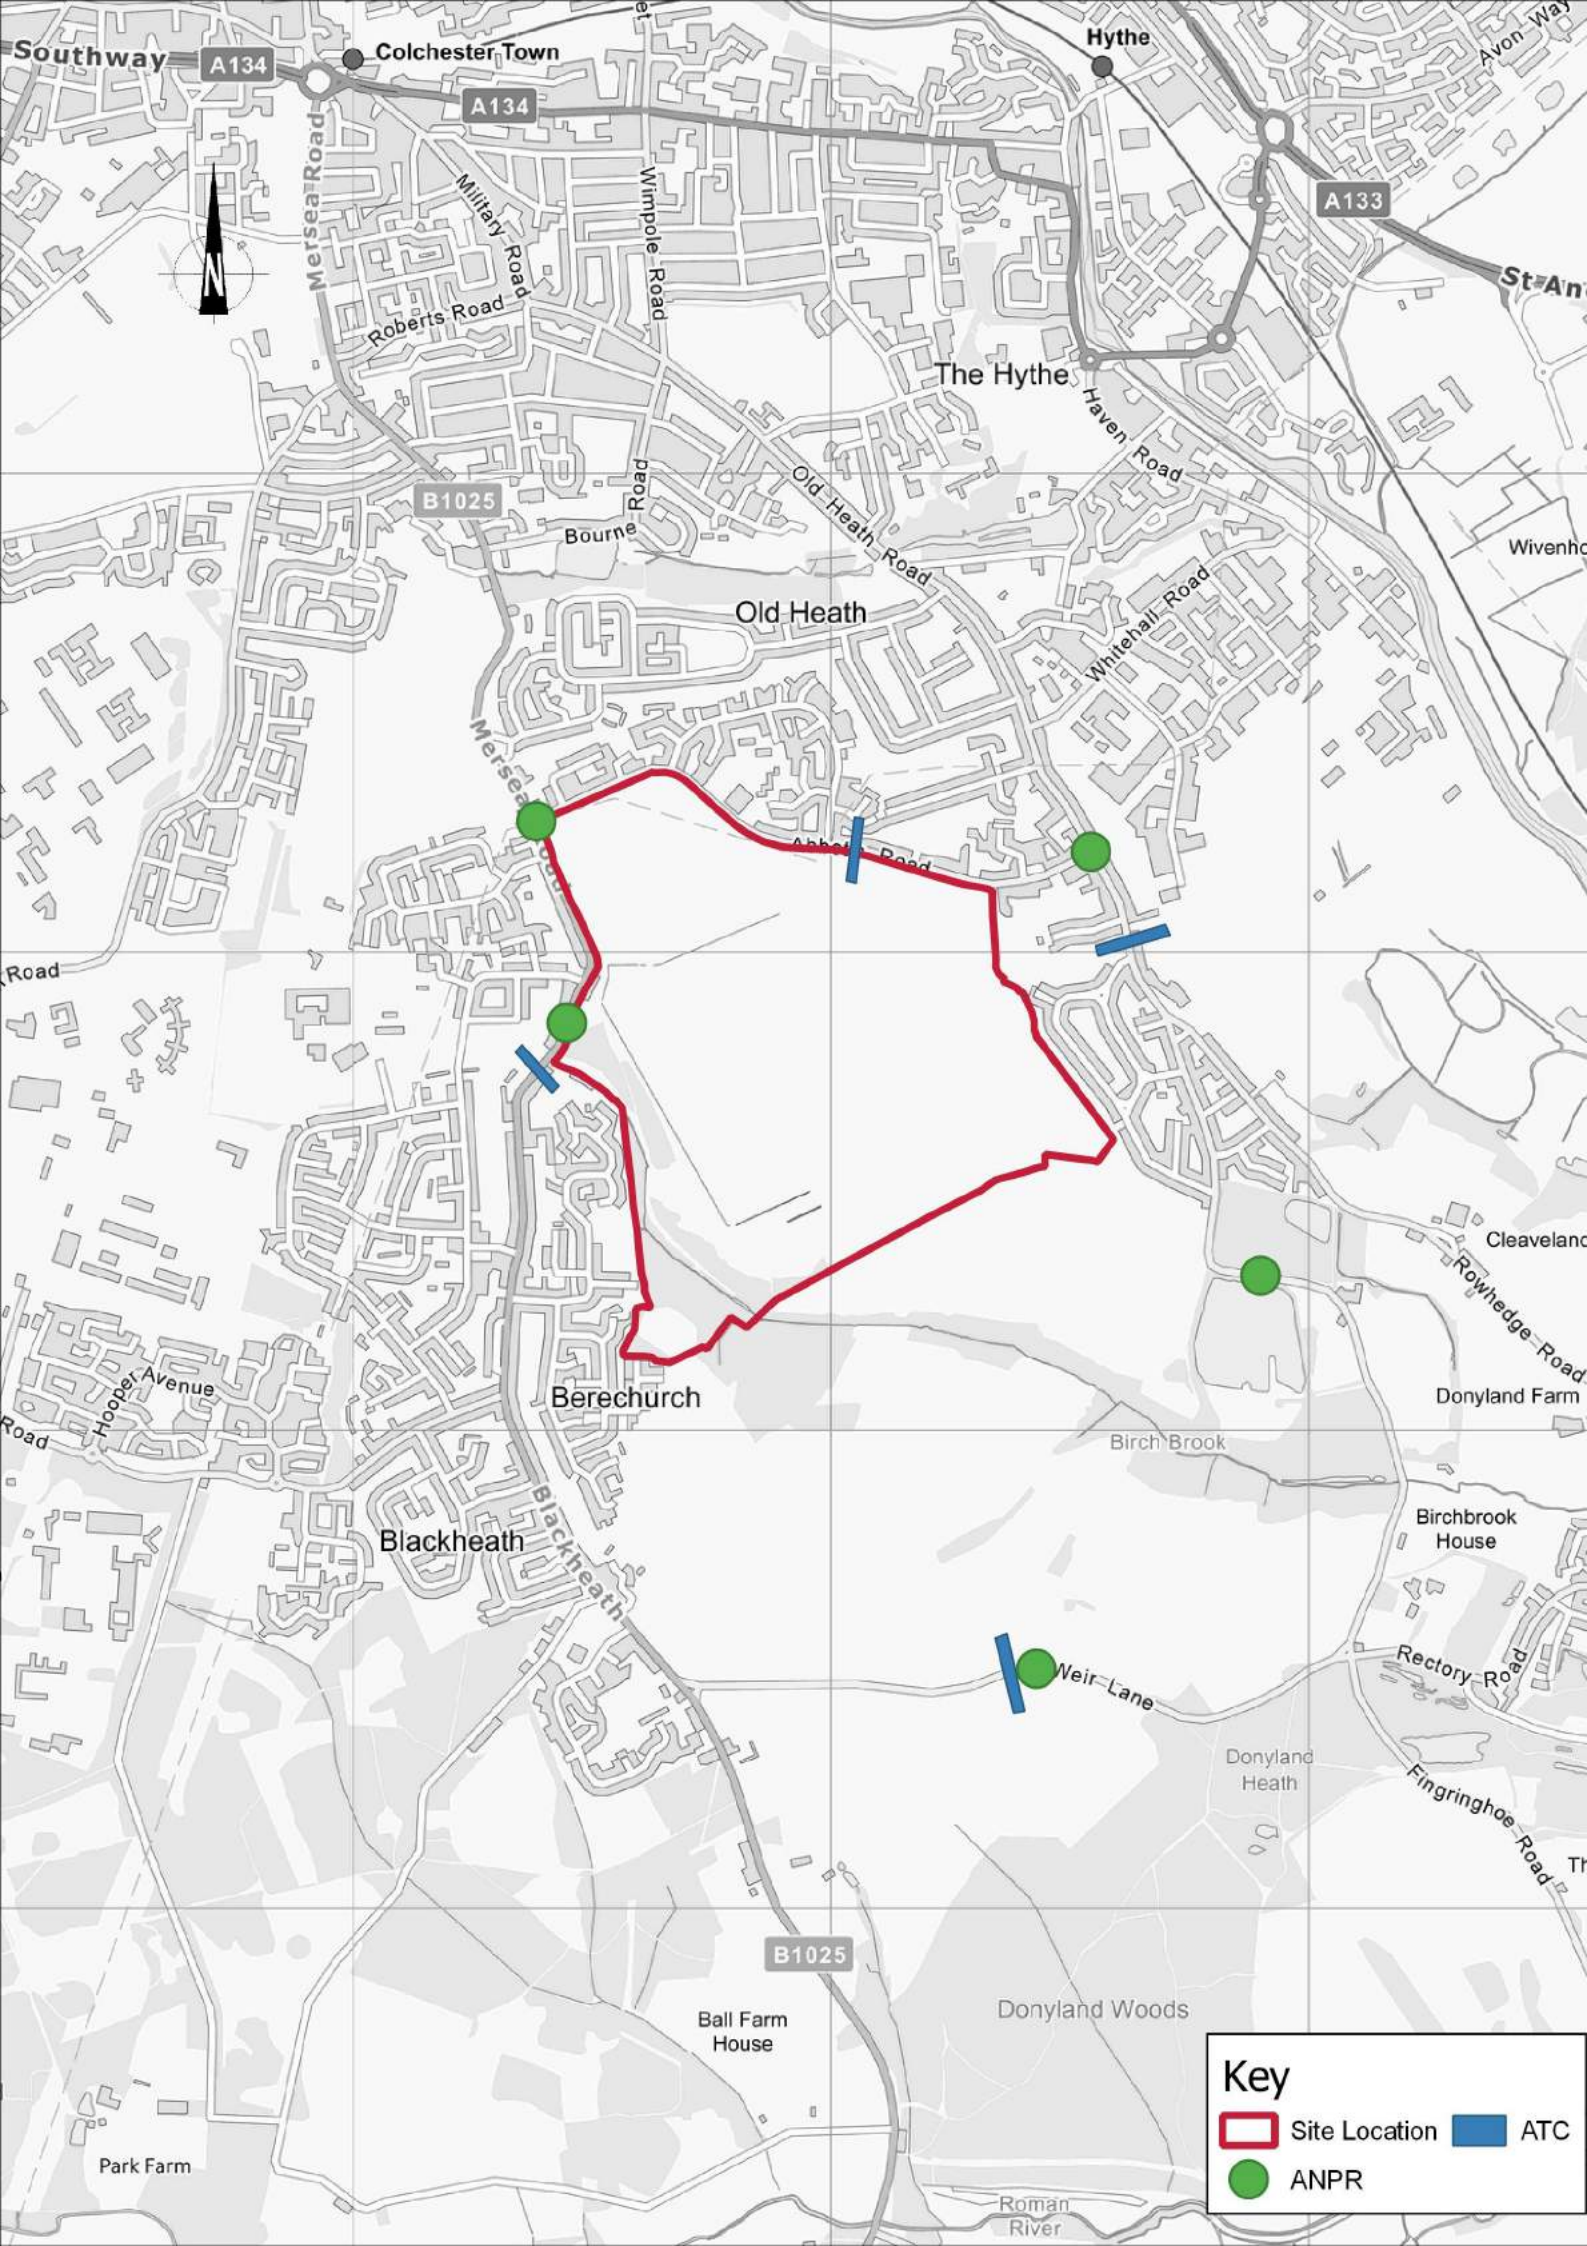 Southway
A134
Colchester Town
Hythe
Avon Way
A134
Mersea Road
Military Road
Wimpole Road
A133
Roberts Road
The Hythe
Haven Road
B1025
Bourne Road
Old Heath Road
Wivenho
Old Heath
Whitehall Road
Mersea
Road
Road
Cleaveland
Rowhedge Road
Hooper Avenue
Road
Berechurch
Donyland Farm
Birch Brook
Birchbrook
House
Blackheath
Blackheath
Weir Lane
Rectory Road
Donyland
Heath
Fingringhoe Road
B1025
Donyland Woods
Ball Farm
House
Park Farm
Roman
River
Key
Site Location
ATC
ANPR